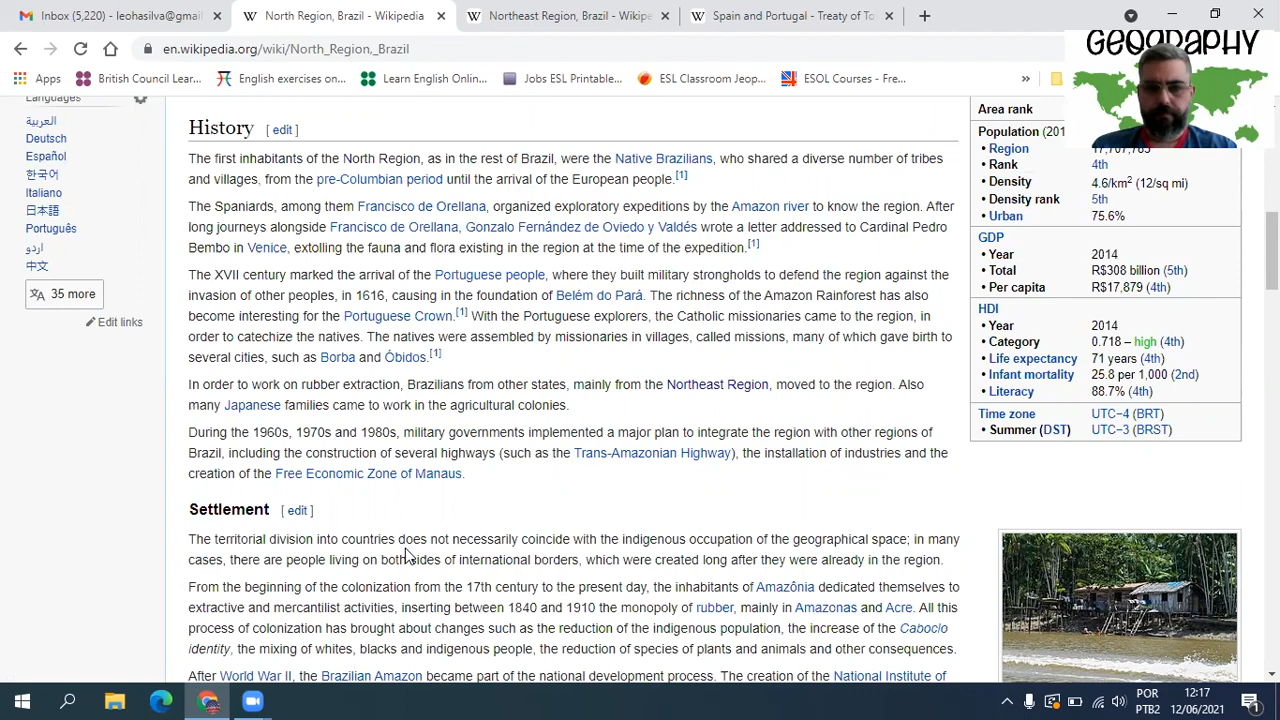 Inbox (5,220) - leohasilva@gmai
North Region, Brazil - Wikipedia
Northeast Region, Brazil - Wikipe
Spain and Portugal - Treaty of To
en.wikipedia.org/wiki/North_Region,_Brazil
Apps
British Council Lear...
English exercises on...
Learn English Onlin...
Jobs ESL Printable...
ESL Classroom Jeop...
ESOL Courses - Fre...
»
GEOGRAPHY
Languages
العربية
Deutsch
Español
한국어
Italiano
日本語
Português
اردو
中文
35 more
Edit links
History [ edit ]
The first inhabitants of the North Region, as in the rest of Brazil, were the Native Brazilians, who shared a diverse number of tribes
and villages, from the pre-Columbian period until the arrival of the European people.[1]
The Spaniards, among them Francisco de Orellana, organized exploratory expeditions by the Amazon river to know the region. After
long journeys alongside Francisco de Orellana, Gonzalo Fernández de Oviedo y Valdés wrote a letter addressed to Cardinal Pedro
Bembo in Venice, extolling the fauna and flora existing in the region at the time of the expedition.[1]
The XVII century marked the arrival of the Portuguese people, where they built military strongholds to defend the region against the
invasion of other peoples, in 1616, causing in the foundation of Belém do Pará. The richness of the Amazon Rainforest has also
become interesting for the Portuguese Crown.[1] With the Portuguese explorers, the Catholic missionaries came to the region, in
order to catechize the natives. The natives were assembled by missionaries in villages, called missions, many of which gave birth to
several cities, such as Borba and Óbidos.[1]
In order to work on rubber extraction, Brazilians from other states, mainly from the Northeast Region, moved to the region. Also
many Japanese families came to work in the agricultural colonies.
During the 1960s, 1970s and 1980s, military governments implemented a major plan to integrate the region with other regions of
Brazil, including the construction of several highways (such as the Trans-Amazonian Highway), the installation of industries and the
creation of the Free Economic Zone of Manaus.
Settlement [ edit ]
The territorial division into countries does not necessarily coincide with the indigenous occupation of the geographical space; in many
cases, there are people living on both sides of international borders, which were created long after they were already in the region.
From the beginning of the colonization from the 17th century to the present day, the inhabitants of Amazônia dedicated themselves to
extractive and mercantilist activities, inserting between 1840 and 1910 the monopoly of rubber, mainly in Amazonas and Acre. All this
process of colonization has brought about changes such as the reduction of the indigenous population, the increase of the Caboclo
identity, the mixing of whites, blacks and indigenous people, the reduction of species of plants and animals and other consequences.
After World War II, the Brazilian Amazon became part of the national development process. The creation of the National Institute of
Area rank
Population (201
• Region
• Rank 4th
• Density 4.6/km2 (12/sq mi)
• Density rank 5th
• Urban 75.6%
GDP
• Year 2014
• Total R$308 billion (5th)
• Per capita R$17,879 (4th)
HDI
• Year 2014
• Category 0.718 – high (4th)
• Life expectancy 71 years (4th)
• Infant mortality 25.8 per 1,000 (2nd)
• Literacy 88.7% (4th)
Time zone UTC−4 (BRT)
• Summer (DST) UTC−3 (BRST)
POR
PTB2
12:17
12/06/2021